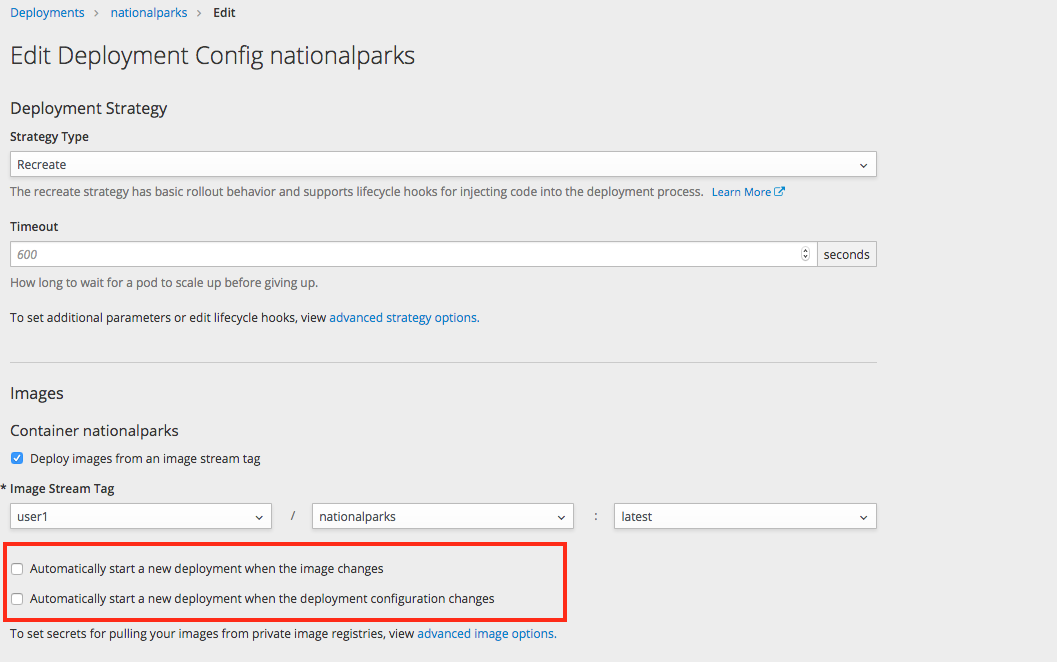 Deployments > nationalparks > Edit
Edit Deployment Config nationalparks
Deployment Strategy
Strategy Type
Recreate
The recreate strategy has basic rollout behavior and supports lifecycle hooks for injecting code into the deployment process. Learn More
Timeout
600 seconds
How long to wait for a pod to scale up before giving up.
To set additional parameters or edit lifecycle hooks, view advanced strategy options.
Images
Container nationalparks
Deploy images from an image stream tag
* Image Stream Tag
user1 / nationalparks : latest
Automatically start a new deployment when the image changes
Automatically start a new deployment when the deployment configuration changes
To set secrets for pulling your images from private image registries, view advanced image options.